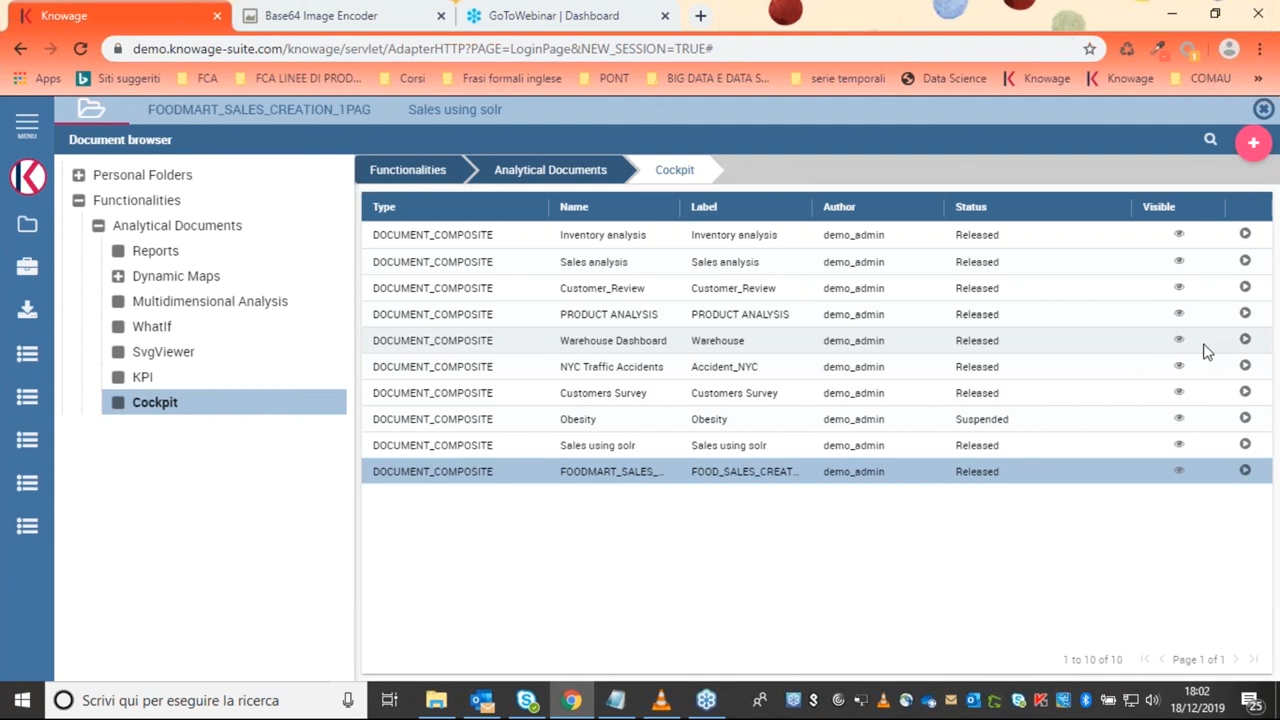 Knowage
Base64 Image Encoder
GoToWebinar | Dashboard
demo.knowage-suite.com/knowage/servlet/AdapterHTTP?PAGE=LoginPage&NEW_SESSION=TRUE#
Apps
Siti suggeriti
FCA
FCA LINEE DI PROD...
Corsi
Frasi formali inglese
PONT
BIG DATA E DATA S...
serie temporali
Data Science
Knowage
Knowage
COMAU
»
MENU
FOODMART_SALES_CREATION_1PAG
Sales using solr
Document browser
Personal Folders
Functionalities
Analytical Documents
Reports
Dynamic Maps
Multidimensional Analysis
WhatIf
SvgViewer
KPI
Cockpit
Functionalities
Analytical Documents
Cockpit
Type Name Label Author Status Visible
DOCUMENT_COMPOSITE Inventory analysis Inventory analysis demo_admin Released
DOCUMENT_COMPOSITE Sales analysis Sales analysis demo_admin Released
DOCUMENT_COMPOSITE Customer_Review Customer_Review demo_admin Released
DOCUMENT_COMPOSITE PRODUCT ANALYSIS PRODUCT ANALYSIS demo_admin Released
DOCUMENT_COMPOSITE Warehouse Dashboard Warehouse demo_admin Released
DOCUMENT_COMPOSITE NYC Traffic Accidents Accident_NYC demo_admin Released
DOCUMENT_COMPOSITE Customers Survey Customers Survey demo_admin Released
DOCUMENT_COMPOSITE Obesity Obesity demo_admin Suspended
DOCUMENT_COMPOSITE Sales using solr Sales using solr demo_admin Released
DOCUMENT_COMPOSITE FOODMART_SALES_... FOOD_SALES_CREAT... demo_admin Released
1 to 10 of 10
Page 1 of 1
Scrivi qui per eseguire la ricerca
18:02
18/12/2019
25